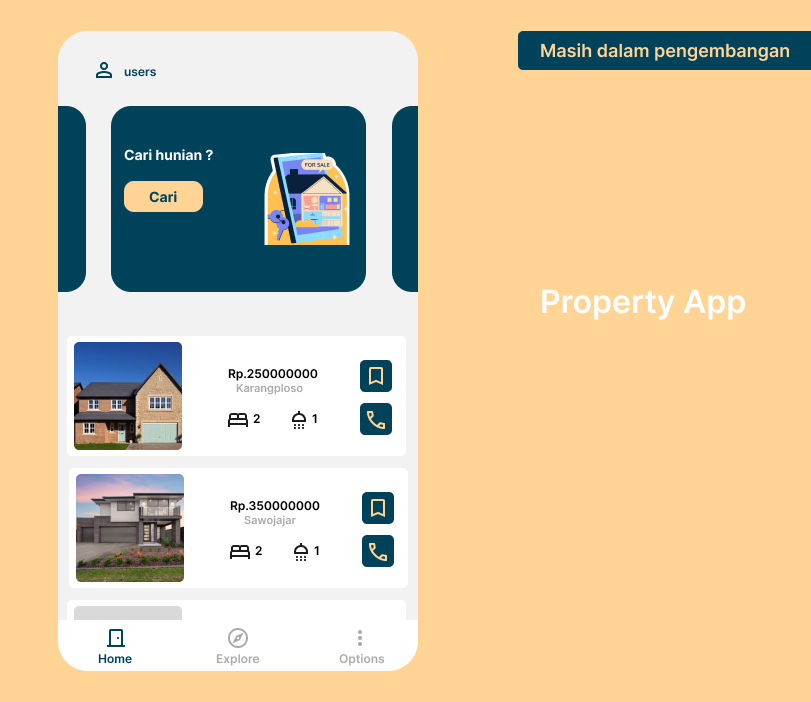 Masih dalam pengembangan
users
Cari hunian ?
FOR SALE
Cari
Property App
Rp.250000000
Karangploso
2 1
Rp.350000000
Sawojajar
2 1
Home Explore Options